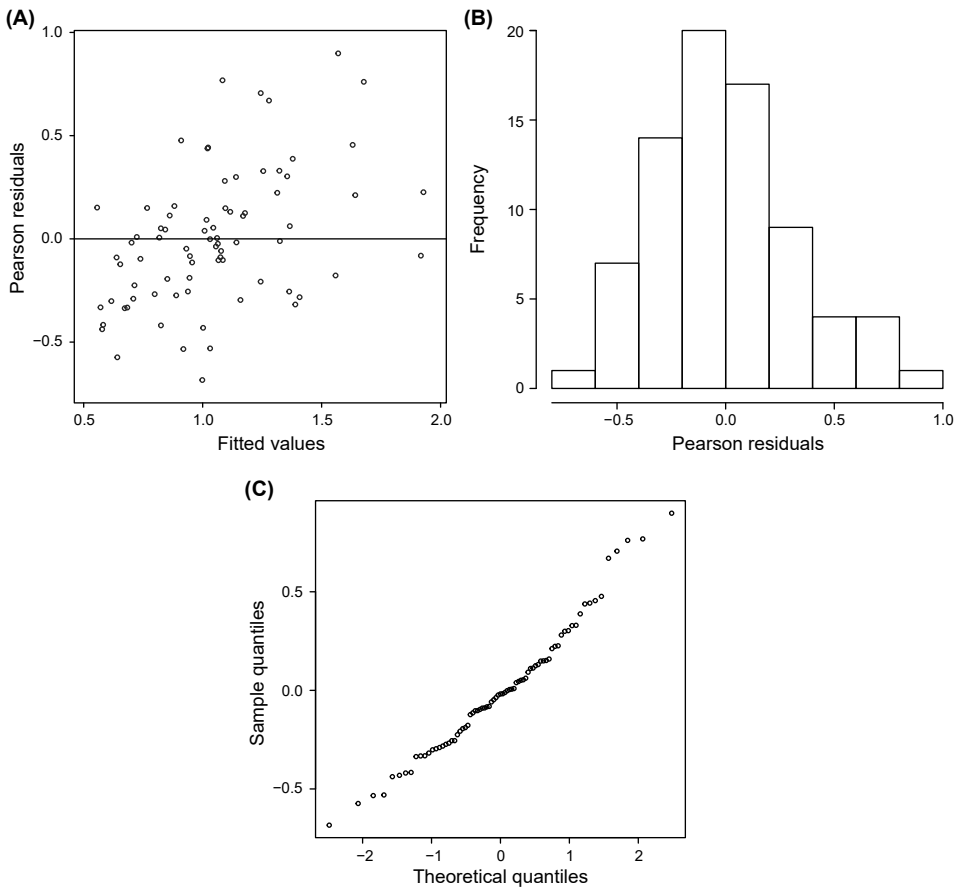 (A)
1.0
0.5
0.0
−0.5
Pearson residuals
0.5
1.0
1.5
2.0
Fitted values
(B)
20
15
10
5
0
Frequency
−0.5
0.0
0.5
1.0
Pearson residuals
(C)
0.5
0.0
−0.5
Sample quantiles
−2
−1
0
1
2
Theoretical quantiles